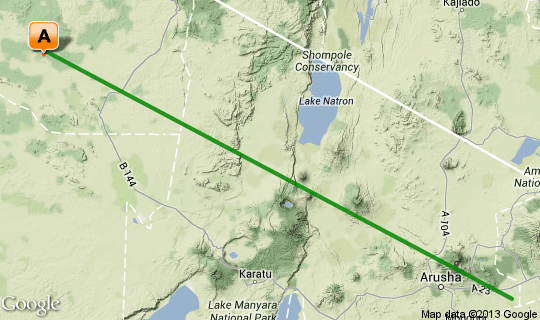 Kajiado
A
Shompole
Conservancy
Lake Natron
B 144
Am
Nation
A 104
Karatu
Arusha
A 23
Lake Manyara
National Park
Google
Map data ©2013 Google